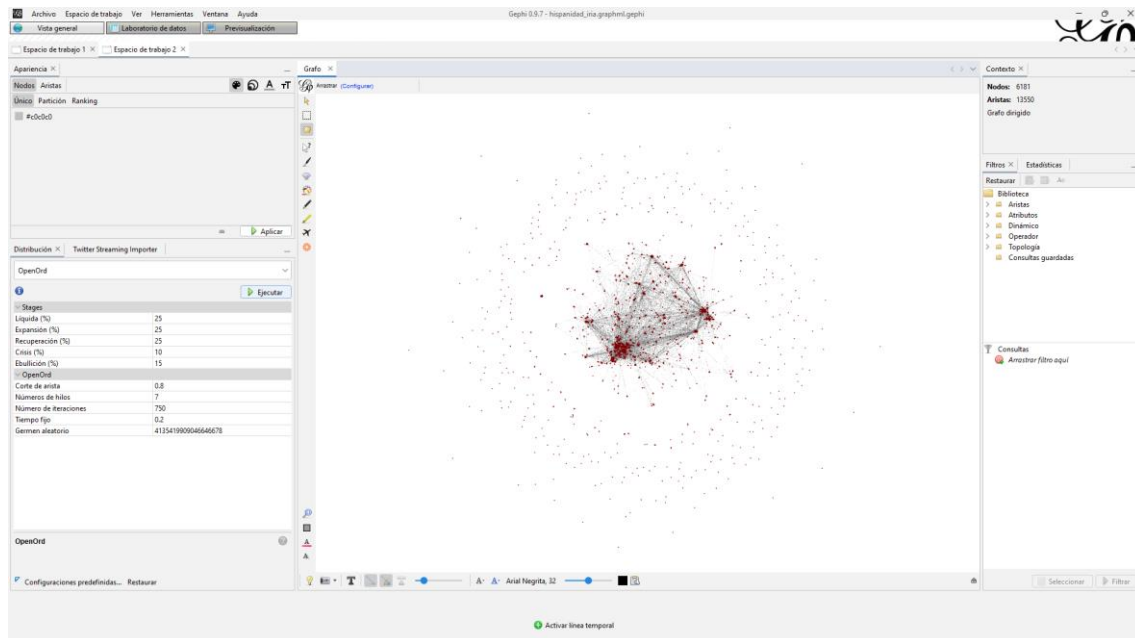 Archivo Espacio de trabajo Ver Herramientas Ventana Ayuda
Gephi 0.9.7 - hispanidad_iria.graphml.gephi
Vista general Laboratorio de datos Previsualización
Espacio de trabajo 1 Espacio de trabajo 2
Apariencia
Nodos Aristas
Único Partición Ranking
#c0c0c0
Aplicar
Distribución Twitter Streaming Importer
OpenOrd
Ejecutar
Stages
Líquida (%) 25
Expansión (%) 25
Recuperación (%) 25
Crisis (%) 10
Ebullición (%) 15
OpenOrd
Corte de arista 0.8
Números de hilos 7
Número de iteraciones 750
Tiempo fijo 0.2
Germen aleatorio 4135419909046646678
OpenOrd
Configuraciones predefinidas... Restaurar
Grafo
Arrastrar (Configurar)
Arial Negrita, 32
Contexto
Nodos: 6181
Aristas: 13550
Grafo dirigido
Filtros Estadísticas
Restaurar
Biblioteca
Aristas
Atributos
Dinámico
Operador
Topología
Consultas guardadas
Consultas
Arrastrar filtro aquí
Seleccionar Filtrar
Activar línea temporal